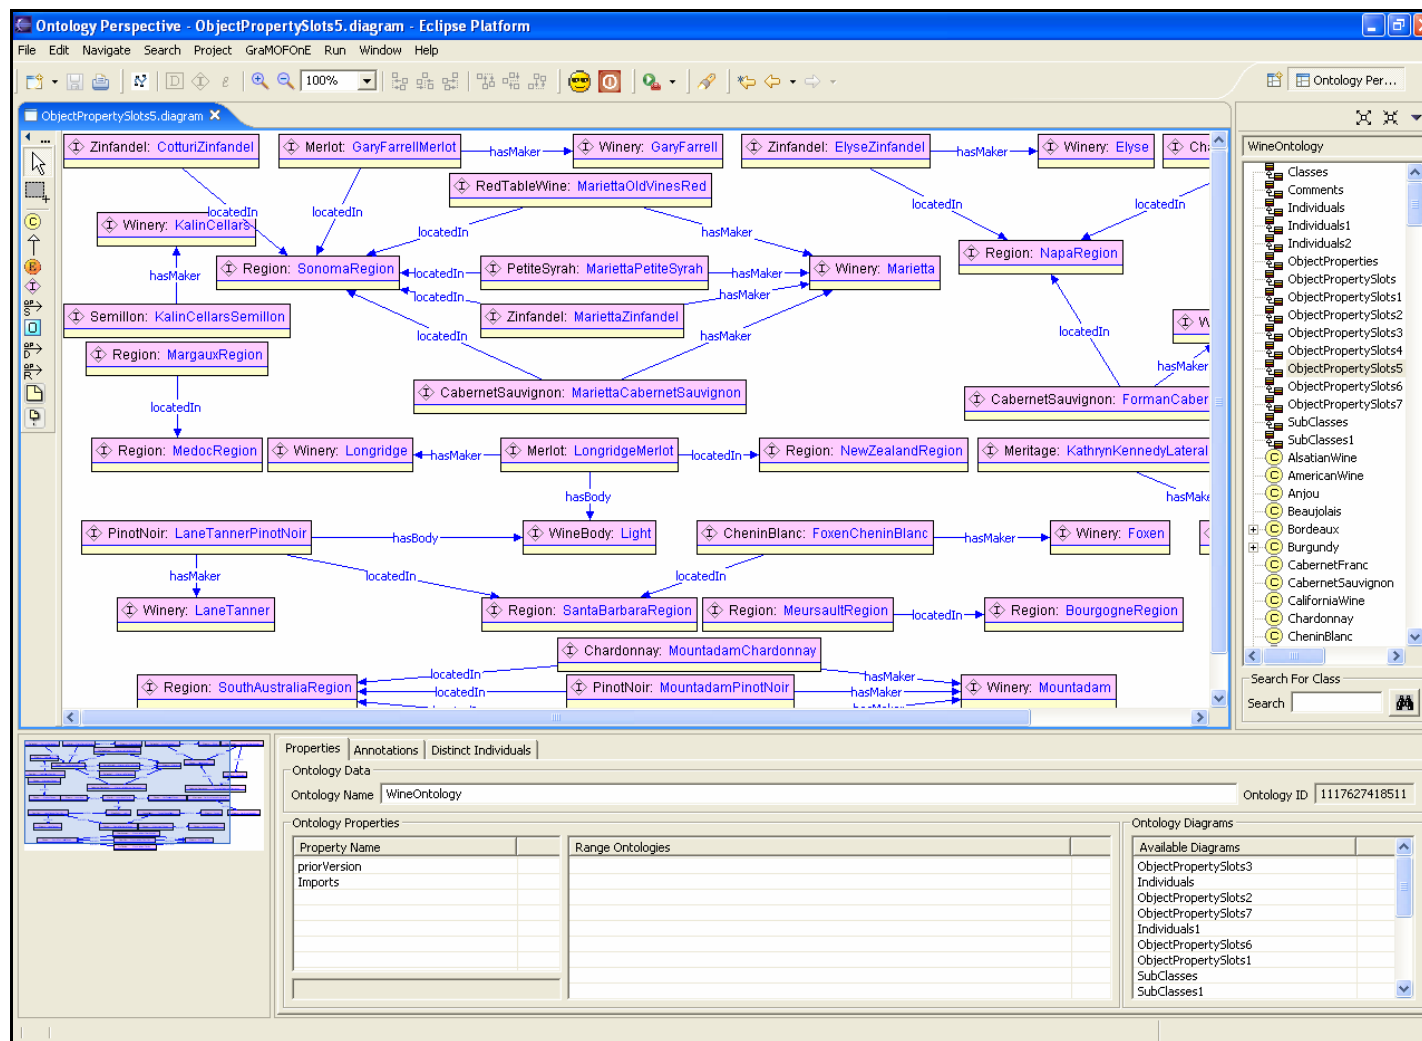 Ontology Perspective - ObjectPropertySlots5.diagram - Eclipse Platform
File Edit Navigate Search Project GraMOFOnE Run Window Help
100%
Ontology Per...
ObjectPropertySlots5.diagram
Zinfandel: CotturiZinfandel
Merlot: GaryFarrellMerlot
hasMaker
Winery: GaryFarrell
Zinfandel: ElyseZinfandel
hasMaker
Winery: Elyse
Cha
RedTableWine: MariettaOldVinesRed
locatedIn
locatedIn
locatedIn
Winery: KalinCellars
locatedIn
hasMaker
Region: NapaRegion
hasMaker
Region: SonomaRegion
locatedIn
PetiteSyrah: MariettaPetiteSyrah
hasMaker
Winery: Marietta
locatedIn
hasMaker
Semillon: KalinCellarsSemillon
Zinfandel: MariettaZinfandel
W
locatedIn
hasMaker
locatedIn
Region: MargauxRegion
hasMaker
CabernetSauvignon: MariettaCabernetSauvignon
CabernetSauvignon: FormanCaber
locatedIn
Region: MedocRegion
Winery: Longridge
hasMaker
Merlot: LongridgeMerlot
locatedIn
Region: NewZealandRegion
Meritage: KathrynKennedyLateral
hasBody
hasMake
PinotNoir: LaneTannerPinotNoir
hasBody
WineBody: Light
CheninBlanc: FoxenCheninBlanc
hasMaker
Winery: Foxen
hasMaker
locatedIn
locatedIn
Winery: LaneTanner
Region: SantaBarbaraRegion
Region: MeursaultRegion
locatedIn
Region: BourgogneRegion
Chardonnay: MountadamChardonnay
locatedIn
hasMaker
Region: SouthAustraliaRegion
locatedIn
PinotNoir: MountadamPinotNoir
hasMaker
Winery: Mountadam
locatedIn
hasMaker
WineOntology
Classes
Comments
Individuals
Individuals1
Individuals2
ObjectProperties
ObjectPropertySlots
ObjectPropertySlots1
ObjectPropertySlots2
ObjectPropertySlots3
ObjectPropertySlots4
ObjectPropertySlots5
ObjectPropertySlots6
ObjectPropertySlots7
SubClasses
SubClasses1
AlsatianWine
AmericanWine
Anjou
Beaujolais
Bordeaux
Burgundy
CabernetFranc
CabernetSauvignon
CaliforniaWine
Chardonnay
CheninBlanc
Search For Class
Search
Properties Annotations Distinct Individuals
Ontology Data
Ontology Name WineOntology
Ontology ID 1117627418511
Ontology Properties
Property Name
priorVersion
Imports
Range Ontologies
Ontology Diagrams
Available Diagrams
ObjectPropertySlots3
Individuals
ObjectPropertySlots2
ObjectPropertySlots7
Individuals1
ObjectPropertySlots6
ObjectPropertySlots1
SubClasses
SubClasses1